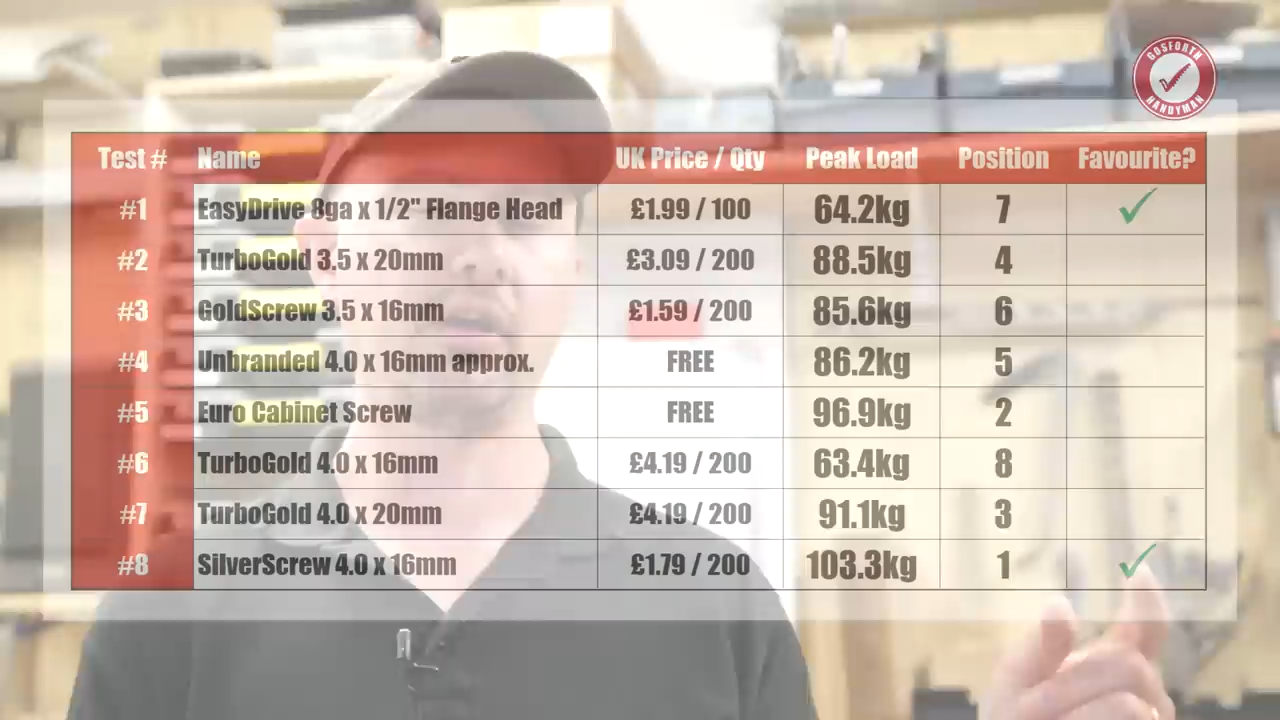 GOSFORTH
HANDYMAN
Test # Name UK Price / Qty Peak Load Position Favourite?
#1 EasyDrive 8ga x 1/2" Flange Head £1.99 / 100 64.2kg 7 ✓
#2 TurboGold 3.5 x 20mm £3.09 / 200 88.5kg 4
#3 GoldScrew 3.5 x 16mm £1.59 / 200 85.6kg 6
#4 Unbranded 4.0 x 16mm approx. FREE 86.2kg 5
#5 Euro Cabinet Screw FREE 96.9kg 2
#6 TurboGold 4.0 x 16mm £4.19 / 200 63.4kg 8
#7 TurboGold 4.0 x 20mm £4.19 / 200 91.1kg 3
#8 SilverScrew 4.0 x 16mm £1.79 / 200 103.3kg 1 ✓